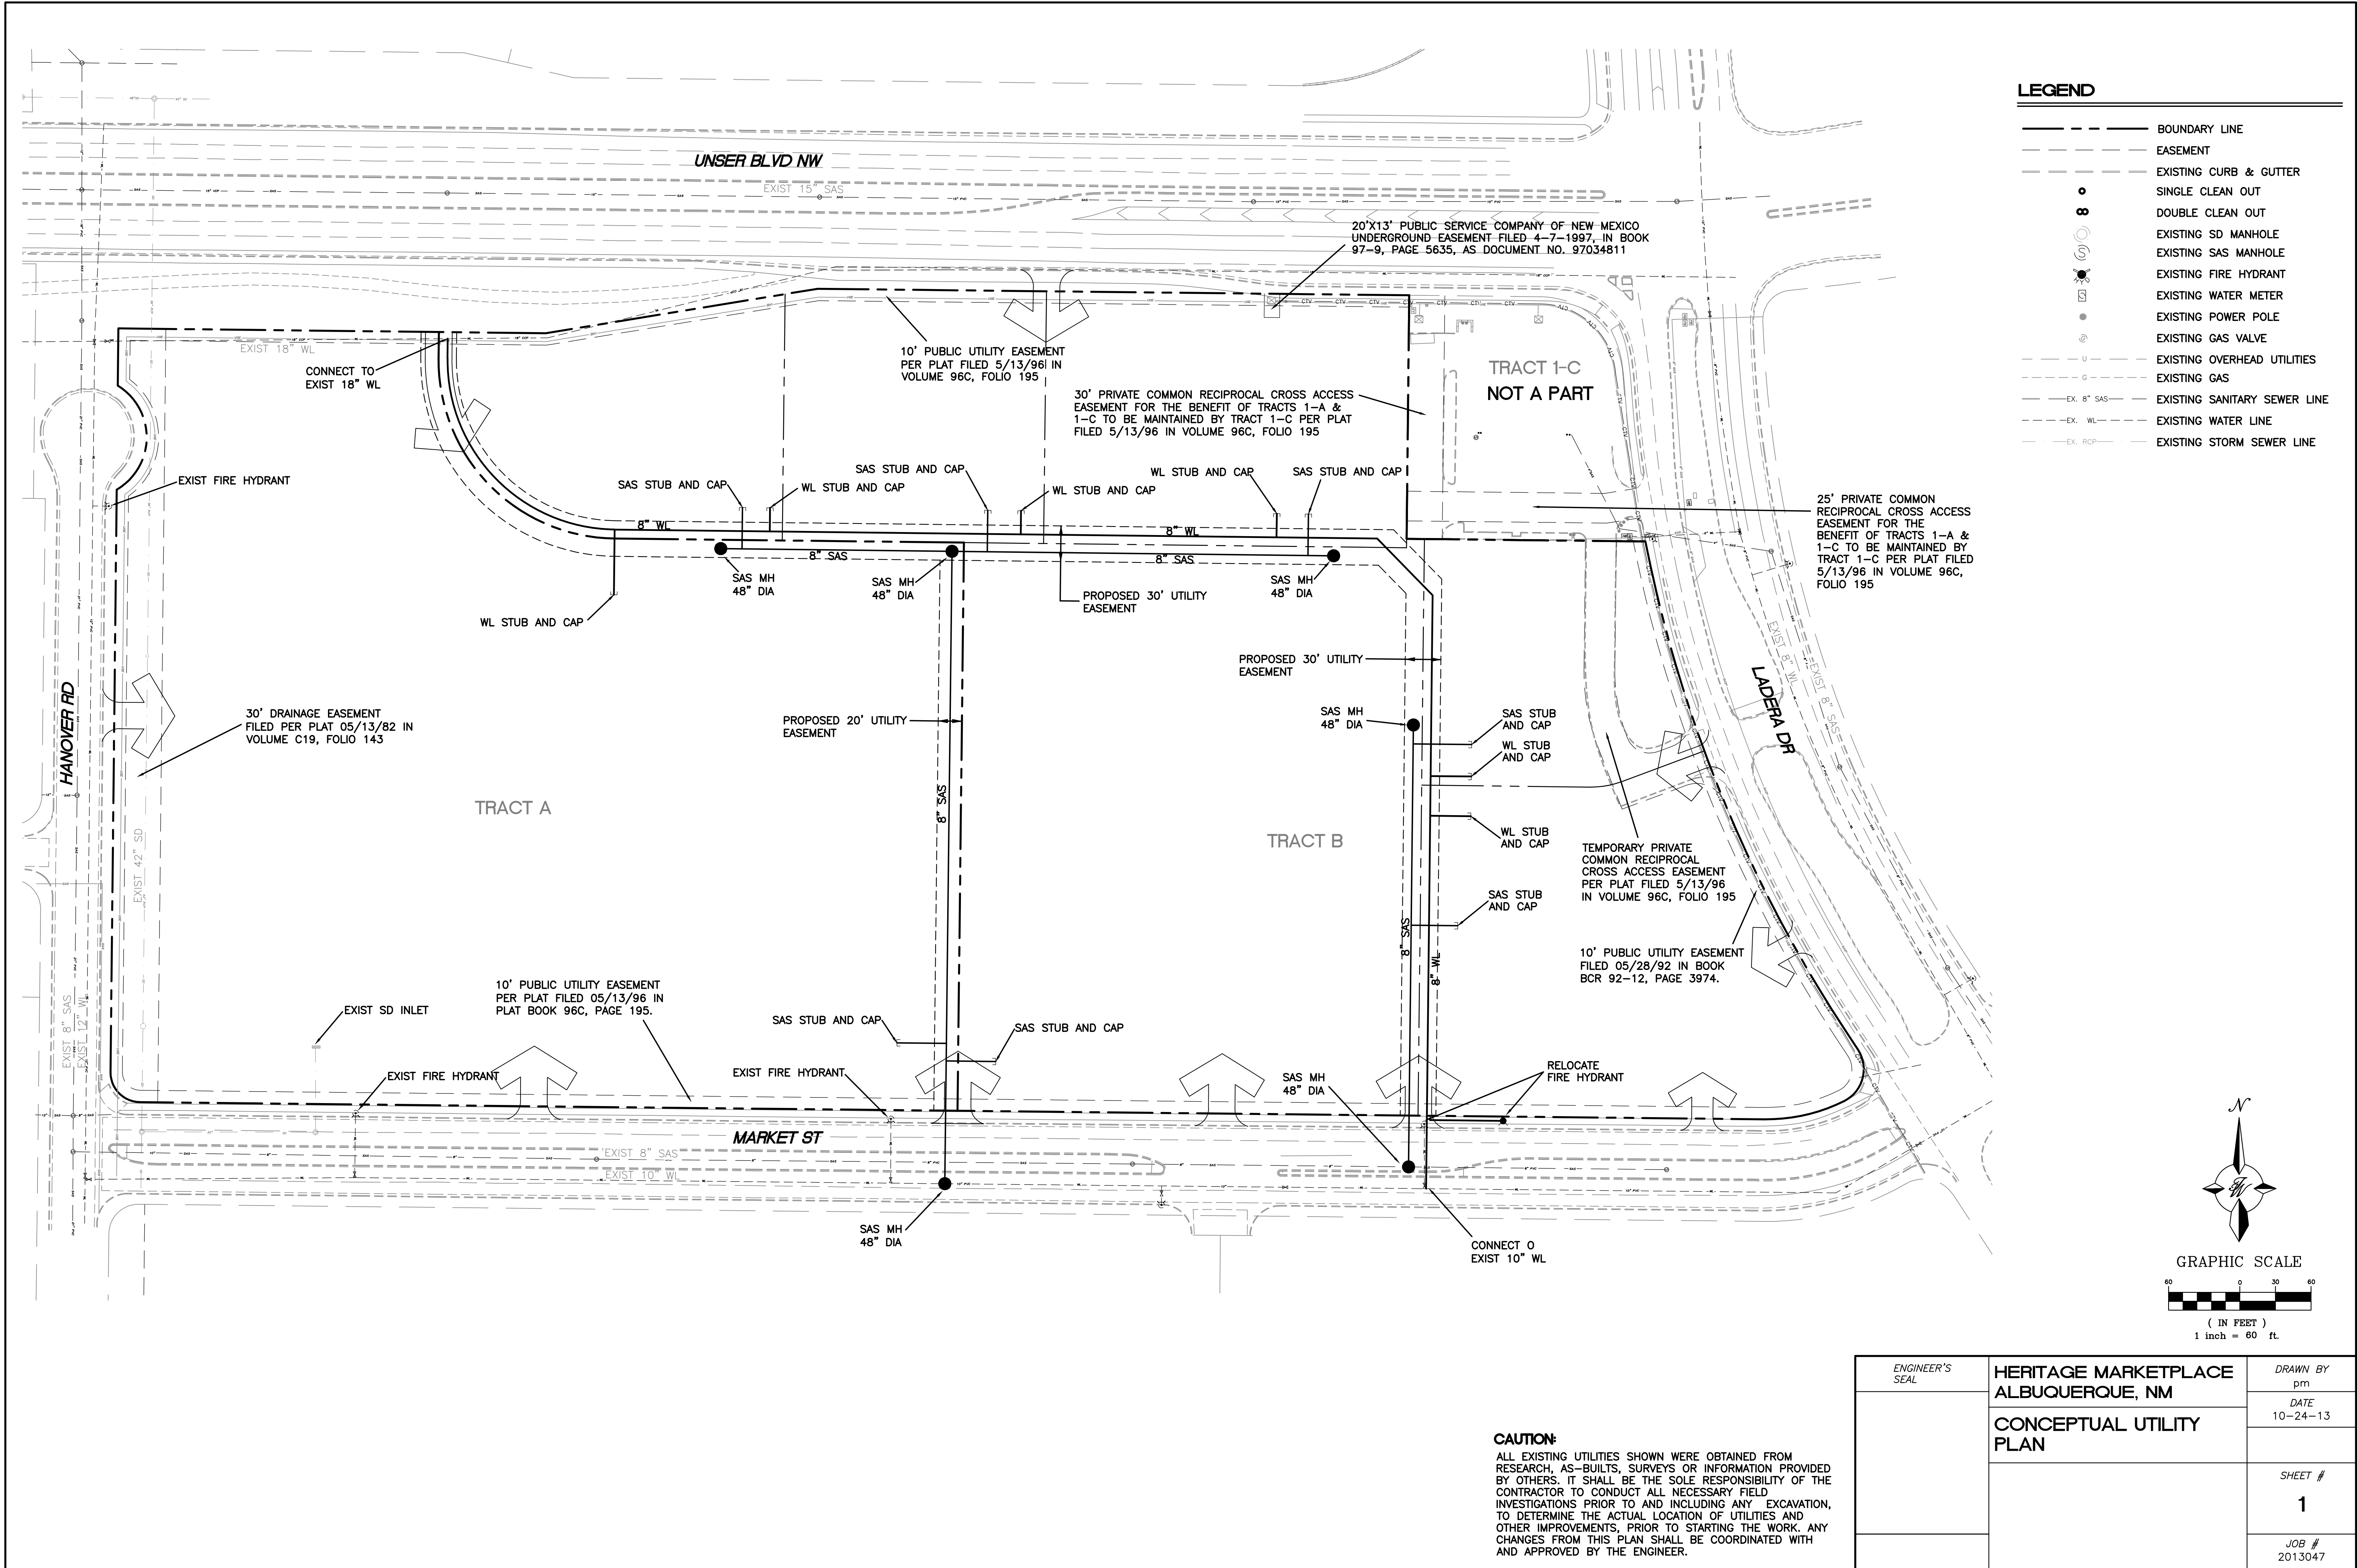 UNSER BLVD NW
EXIST 15" SAS
20'X13' PUBLIC SERVICE COMPANY OF NEW MEXICO
UNDERGROUND EASEMENT FILED 4-7-1997, IN BOOK
97-9, PAGE 5635, AS DOCUMENT NO. 97034811
EXIST 18" WL
CONNECT TO
EXIST 18" WL
10' PUBLIC UTILITY EASEMENT
PER PLAT FILED 5/13/96 IN
VOLUME 96C, FOLIO 195
30' PRIVATE COMMON RECIPROCAL CROSS ACCESS
EASEMENT FOR THE BENEFIT OF TRACTS 1-A &
1-C TO BE MAINTAINED BY TRACT 1-C PER PLAT
FILED 5/13/96 IN VOLUME 96C, FOLIO 195
TRACT 1-C
NOT A PART
EXIST FIRE HYDRANT
SAS STUB AND CAP
WL STUB AND CAP
SAS STUB AND CAP
WL STUB AND CAP
WL STUB AND CAP
SAS STUB AND CAP
25' PRIVATE COMMON
RECIPROCAL CROSS ACCESS
EASEMENT FOR THE
BENEFIT OF TRACTS 1-A &
1-C TO BE MAINTAINED BY
TRACT 1-C PER PLAT FILED
5/13/96 IN VOLUME 96C,
FOLIO 195
8" WL
8" WL
8" SAS
8" SAS
SAS MH
48" DIA
SAS MH
48" DIA
SAS MH
48" DIA
WL STUB AND CAP
PROPOSED 30' UTILITY
EASEMENT
PROPOSED 30' UTILITY
EASEMENT
EXIST 8" WL
EXIST 8" SAS
LADERA DR
HANOVER RD
30' DRAINAGE EASEMENT
FILED PER PLAT 05/13/82 IN
VOLUME C19, FOLIO 143
PROPOSED 20' UTILITY
EASEMENT
SAS MH
48" DIA
SAS STUB
AND CAP
WL STUB
AND CAP
TRACT A
8" SAS
TRACT B
WL STUB
AND CAP
EXIST 42" SD
TEMPORARY PRIVATE
COMMON RECIPROCAL
CROSS ACCESS EASEMENT
PER PLAT FILED 5/13/96
IN VOLUME 96C, FOLIO 195
SAS STUB
AND CAP
8" SAS
8" WL
10' PUBLIC UTILITY EASEMENT
FILED 05/28/92 IN BOOK
BCR 92-12, PAGE 3974.
10' PUBLIC UTILITY EASEMENT
PER PLAT FILED 05/13/96 IN
PLAT BOOK 96C, PAGE 195.
EXIST SD INLET
EXIST 8" SAS
EXIST 12" WL
SAS STUB AND CAP
SAS STUB AND CAP
EXIST FIRE HYDRANT
EXIST FIRE HYDRANT
SAS MH
48" DIA
RELOCATE
FIRE HYDRANT
MARKET ST
EXIST 8" SAS
EXIST 10" WL
SAS MH
48" DIA
CONNECT O
EXIST 10" WL
LEGEND
BOUNDARY LINE
EASEMENT
EXISTING CURB & GUTTER
SINGLE CLEAN OUT
DOUBLE CLEAN OUT
EXISTING SD MANHOLE
S EXISTING SAS MANHOLE
EXISTING FIRE HYDRANT
S EXISTING WATER METER
EXISTING POWER POLE
EXISTING GAS VALVE
U EXISTING OVERHEAD UTILITIES
G EXISTING GAS
EX. 8" SAS EXISTING SANITARY SEWER LINE
EX. WL EXISTING WATER LINE
EX. RCP EXISTING STORM SEWER LINE
N
GRAPHIC SCALE
60 0 30 60
( IN FEET )
1 inch = 60 ft.
CAUTION:
ALL EXISTING UTILITIES SHOWN WERE OBTAINED FROM
RESEARCH, AS-BUILTS, SURVEYS OR INFORMATION PROVIDED
BY OTHERS. IT SHALL BE THE SOLE RESPONSIBILITY OF THE
CONTRACTOR TO CONDUCT ALL NECESSARY FIELD
INVESTIGATIONS PRIOR TO AND INCLUDING ANY EXCAVATION,
TO DETERMINE THE ACTUAL LOCATION OF UTILITIES AND
OTHER IMPROVEMENTS, PRIOR TO STARTING THE WORK. ANY
CHANGES FROM THIS PLAN SHALL BE COORDINATED WITH
AND APPROVED BY THE ENGINEER.
ENGINEER'S
SEAL
HERITAGE MARKETPLACE
ALBUQUERQUE, NM
CONCEPTUAL UTILITY
PLAN
DRAWN BY
pm
DATE
10-24-13
SHEET #
1
JOB #
2013047